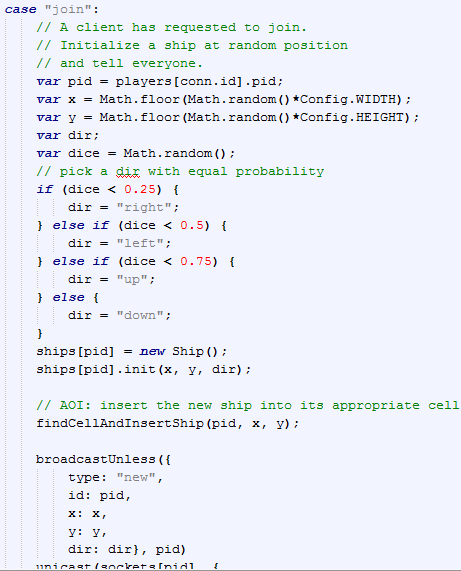 case "join":
    // A client has requested to join.
    // Initialize a ship at random position
    // and tell everyone.
    var pid = players[conn.id].pid;
    var x = Math.floor(Math.random()*Config.WIDTH);
    var y = Math.floor(Math.random()*Config.HEIGHT);
    var dir;
    var dice = Math.random();
    // pick a dir with equal probability
    if (dice < 0.25) {
        dir = "right";
    } else if (dice < 0.5) {
        dir = "left";
    } else if (dice < 0.75) {
        dir = "up";
    } else {
        dir = "down";
    }
    ships[pid] = new Ship();
    ships[pid].init(x, y, dir);

    // AOI: insert the new ship into its appropriate cell
    findCellAndInsertShip(pid, x, y);

    broadcastUnless({
        type: "new",
        id: pid,
        x: x,
        y: y,
        dir: dir}, pid)
    unicast(sockets[pid], {